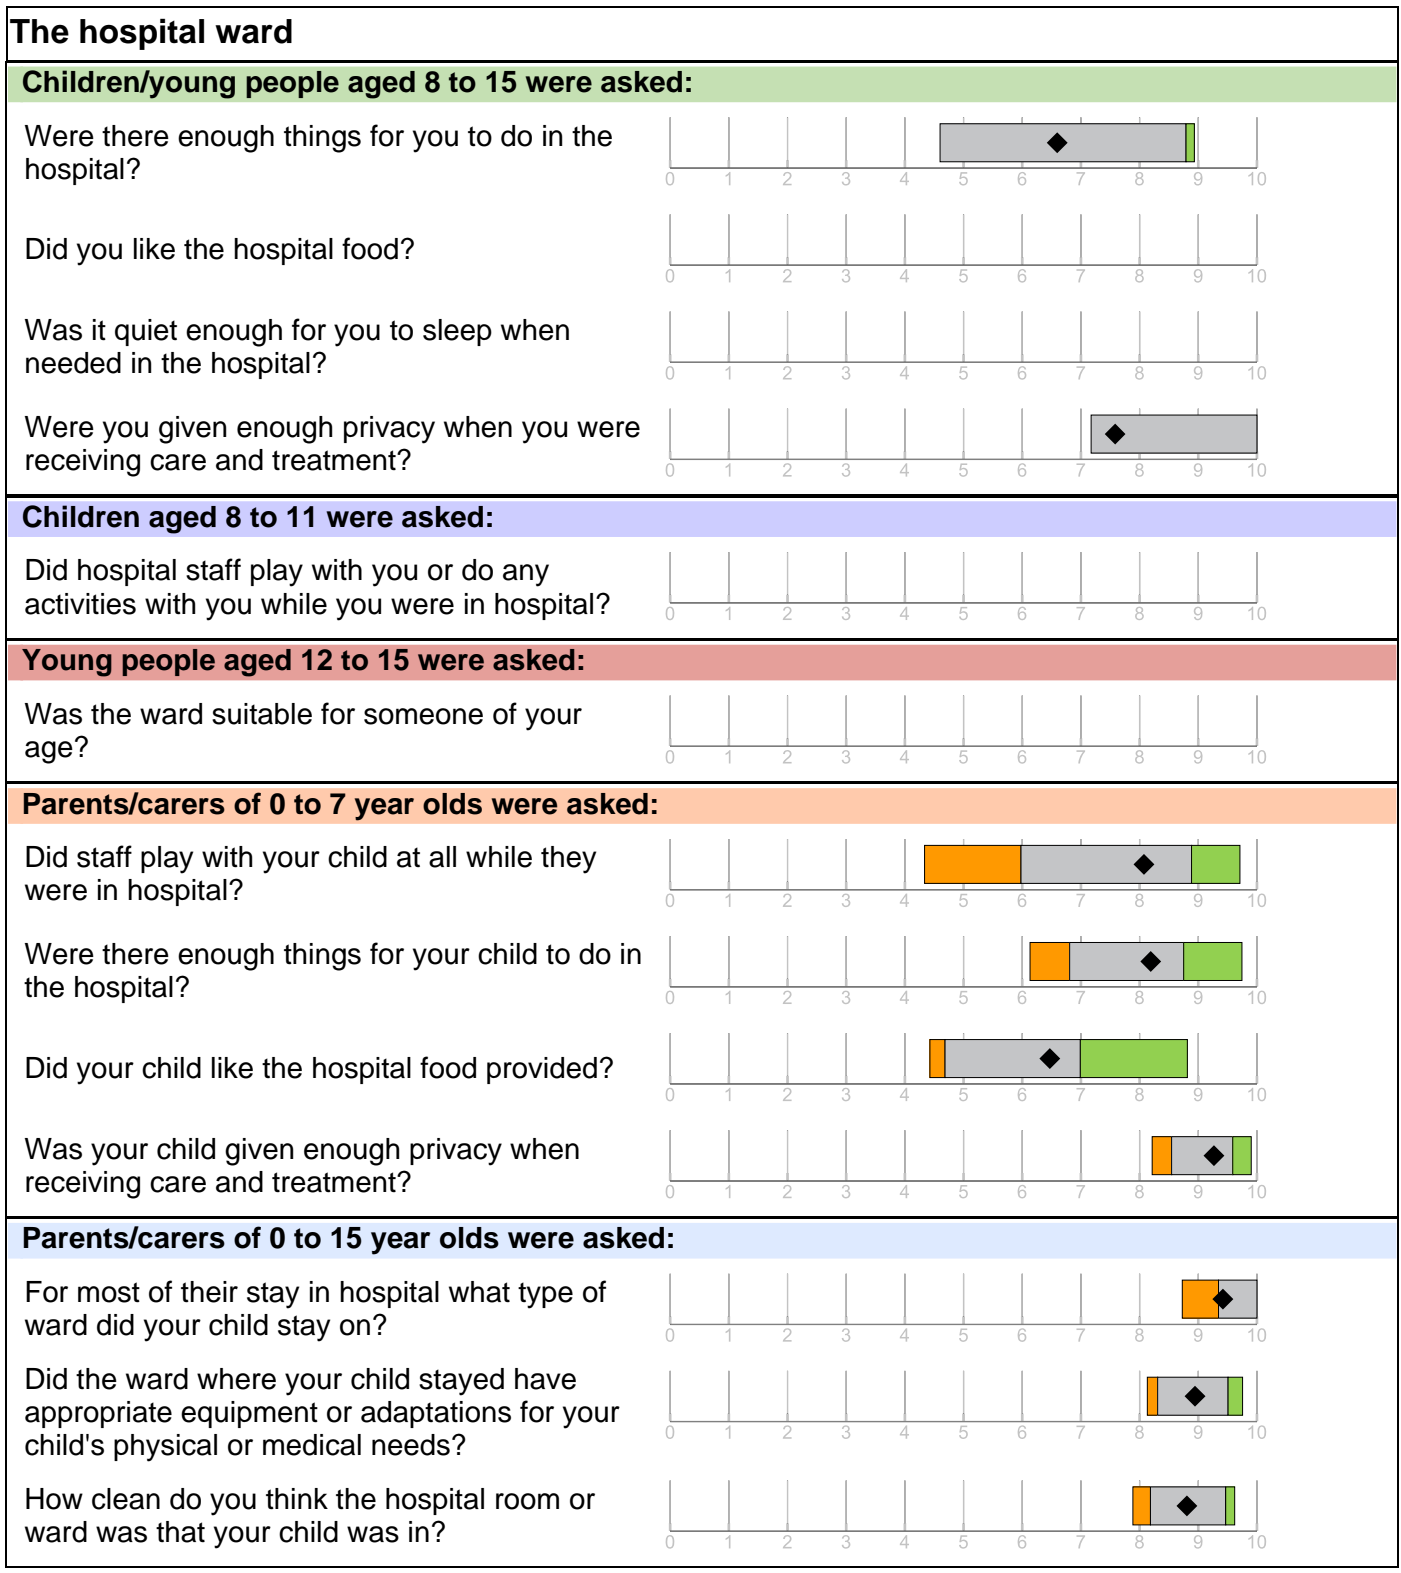 The hospital ward
Children/young people aged 8 to 15 were asked:
Were there enough things for you to do in the
hospital?
0 1 2 3 4 5 6 7 8 9 10
Did you like the hospital food?
0 1 2 3 4 5 6 7 8 9 10
Was it quiet enough for you to sleep when
needed in the hospital?
0 1 2 3 4 5 6 7 8 9 10
Were you given enough privacy when you were
receiving care and treatment?
0 1 2 3 4 5 6 7 8 9 10
Children aged 8 to 11 were asked:
Did hospital staff play with you or do any
activities with you while you were in hospital?
0 1 2 3 4 5 6 7 8 9 10
Young people aged 12 to 15 were asked:
Was the ward suitable for someone of your
age?
0 1 2 3 4 5 6 7 8 9 10
Parents/carers of 0 to 7 year olds were asked:
Did staff play with your child at all while they
were in hospital?
0 1 2 3 4 5 6 7 8 9 10
Were there enough things for your child to do in
the hospital?
0 1 2 3 4 5 6 7 8 9 10
Did your child like the hospital food provided?
0 1 2 3 4 5 6 7 8 9 10
Was your child given enough privacy when
receiving care and treatment?
0 1 2 3 4 5 6 7 8 9 10
Parents/carers of 0 to 15 year olds were asked:
For most of their stay in hospital what type of
ward did your child stay on?
0 1 2 3 4 5 6 7 8 9 10
Did the ward where your child stayed have
appropriate equipment or adaptations for your
child's physical or medical needs?
0 1 2 3 4 5 6 7 8 9 10
How clean do you think the hospital room or
ward was that your child was in?
0 1 2 3 4 5 6 7 8 9 10